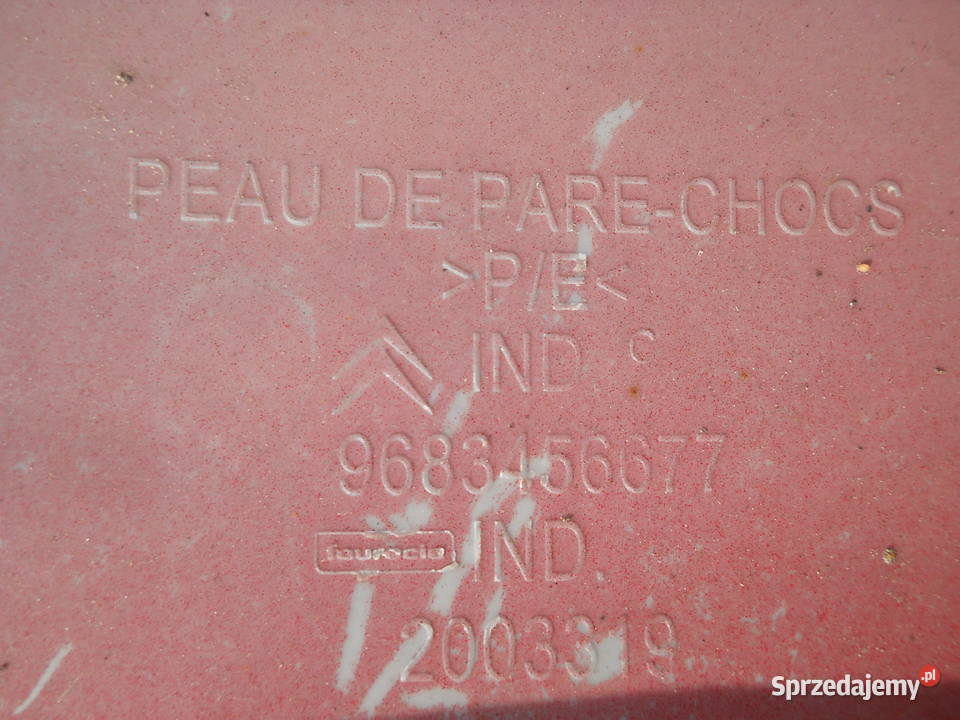 PEAU DE PARE-CHOCS
>P/E<
IND. C
9683456677
faurecia IND.
2003319
Sprzedajemy.pl